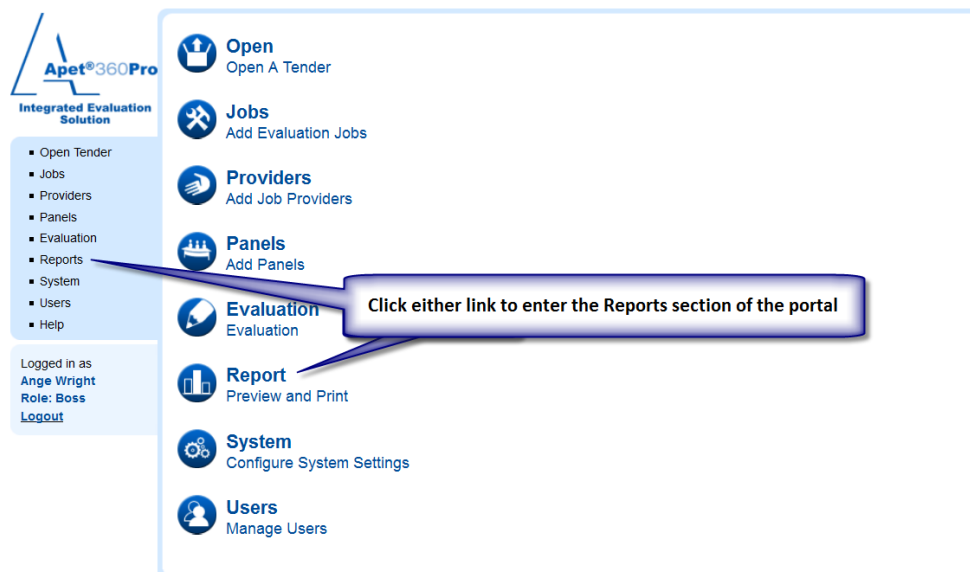 Apet®360Pro
Integrated Evaluation
Solution
Open Tender
Jobs
Providers
Panels
Evaluation
Reports
System
Users
Help
Logged in as
Ange Wright
Role: Boss
Logout
Open
Open A Tender
Jobs
Add Evaluation Jobs
Providers
Add Job Providers
Panels
Add Panels
Click either link to enter the Reports section of the portal
Evaluation
Evaluation
Report
Preview and Print
System
Configure System Settings
Users
Manage Users